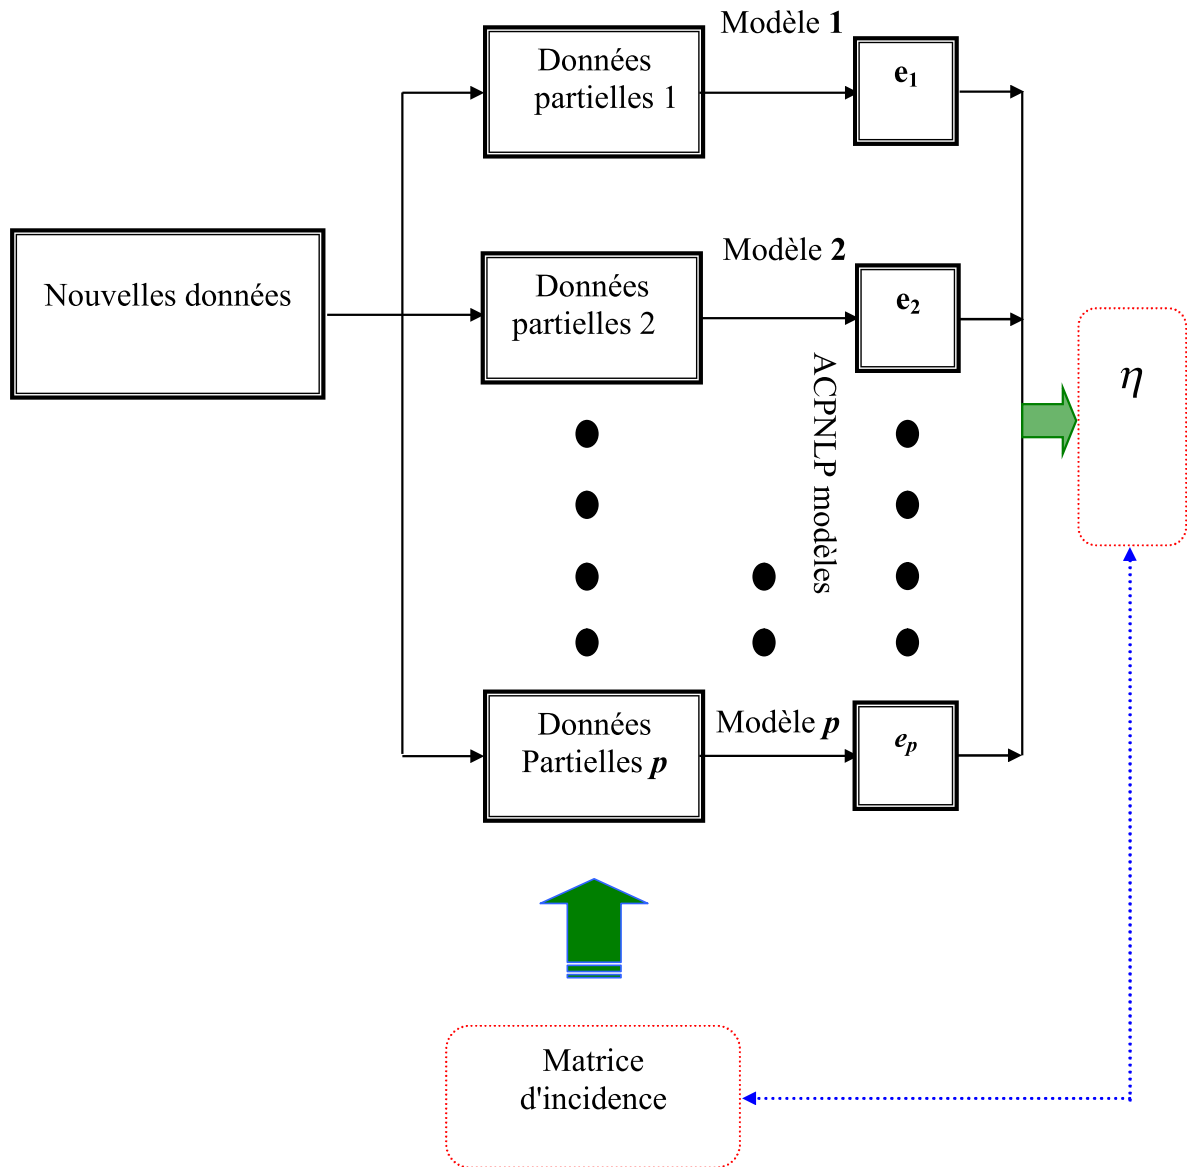 Modèle 1
Données
partielles 1
e1
Nouvelles données
Modèle 2
Données
partielles 2
e2
η
ACPNLP modèles
Données
Partielles p
Modèle p
ep
Matrice
d'incidence